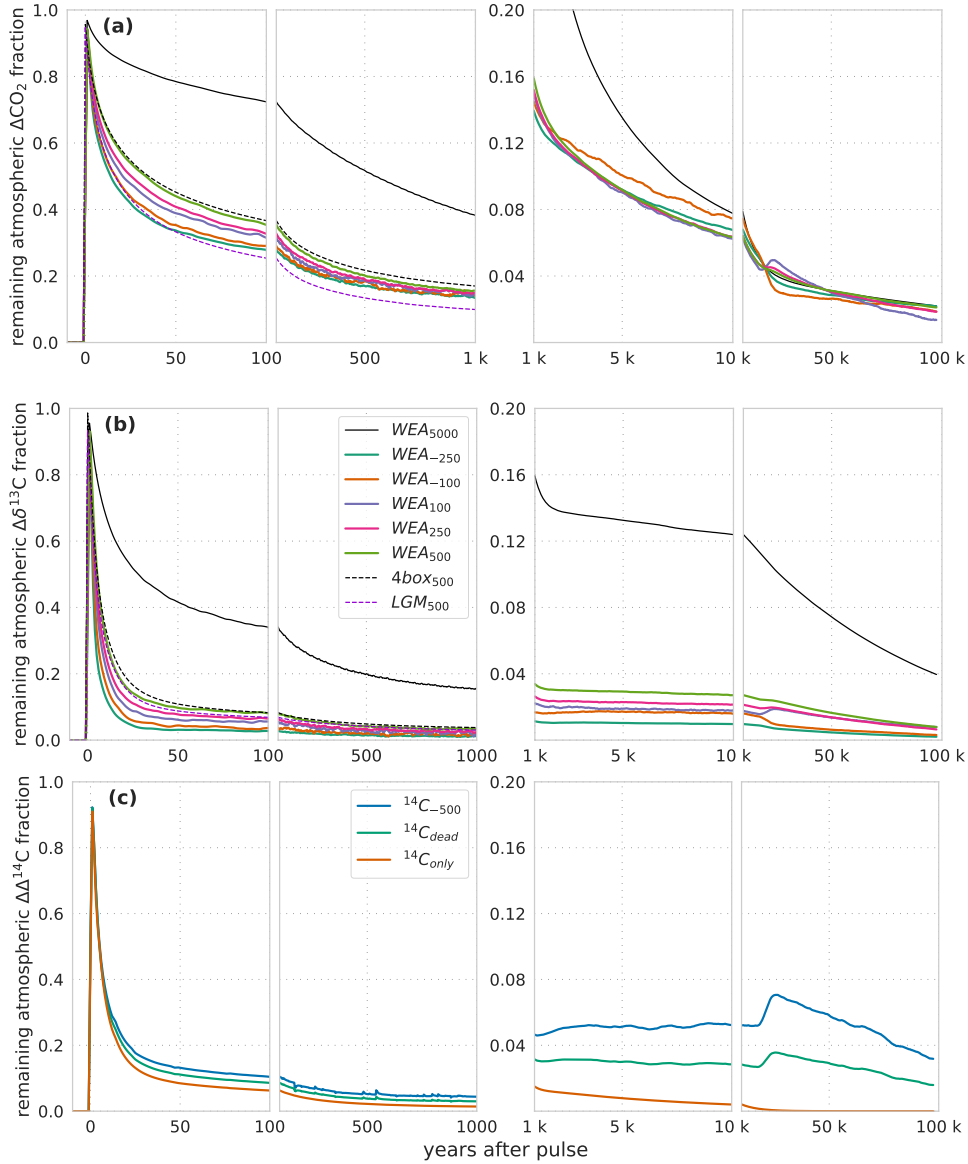 remaining atmospheric ΔCO2 fraction
(a)
1.0
0.8
0.6
0.4
0.2
0.0
0 50 100 500 1 k
0.20
0.16
0.12
0.08
0.04
1 k 5 k 10 k 50 k 100 k
remaining atmospheric Δδ13C fraction
(b)
1.0
0.8
0.6
0.4
0.2
0.0
0 50 100 500 1000
WEA5000
WEA−250
WEA−100
WEA100
WEA250
WEA500
4box500
LGM500
0.20
0.16
0.12
0.08
0.04
1 k 5 k 10 k 50 k 100 k
remaining atmospheric ΔΔ14C fraction
(c)
1.0
0.8
0.6
0.4
0.2
0.0
0 50 100 500 1000
14C−500
14Cdead
14Conly
0.20
0.16
0.12
0.08
0.04
1 k 5 k 10 k 50 k 100 k
years after pulse